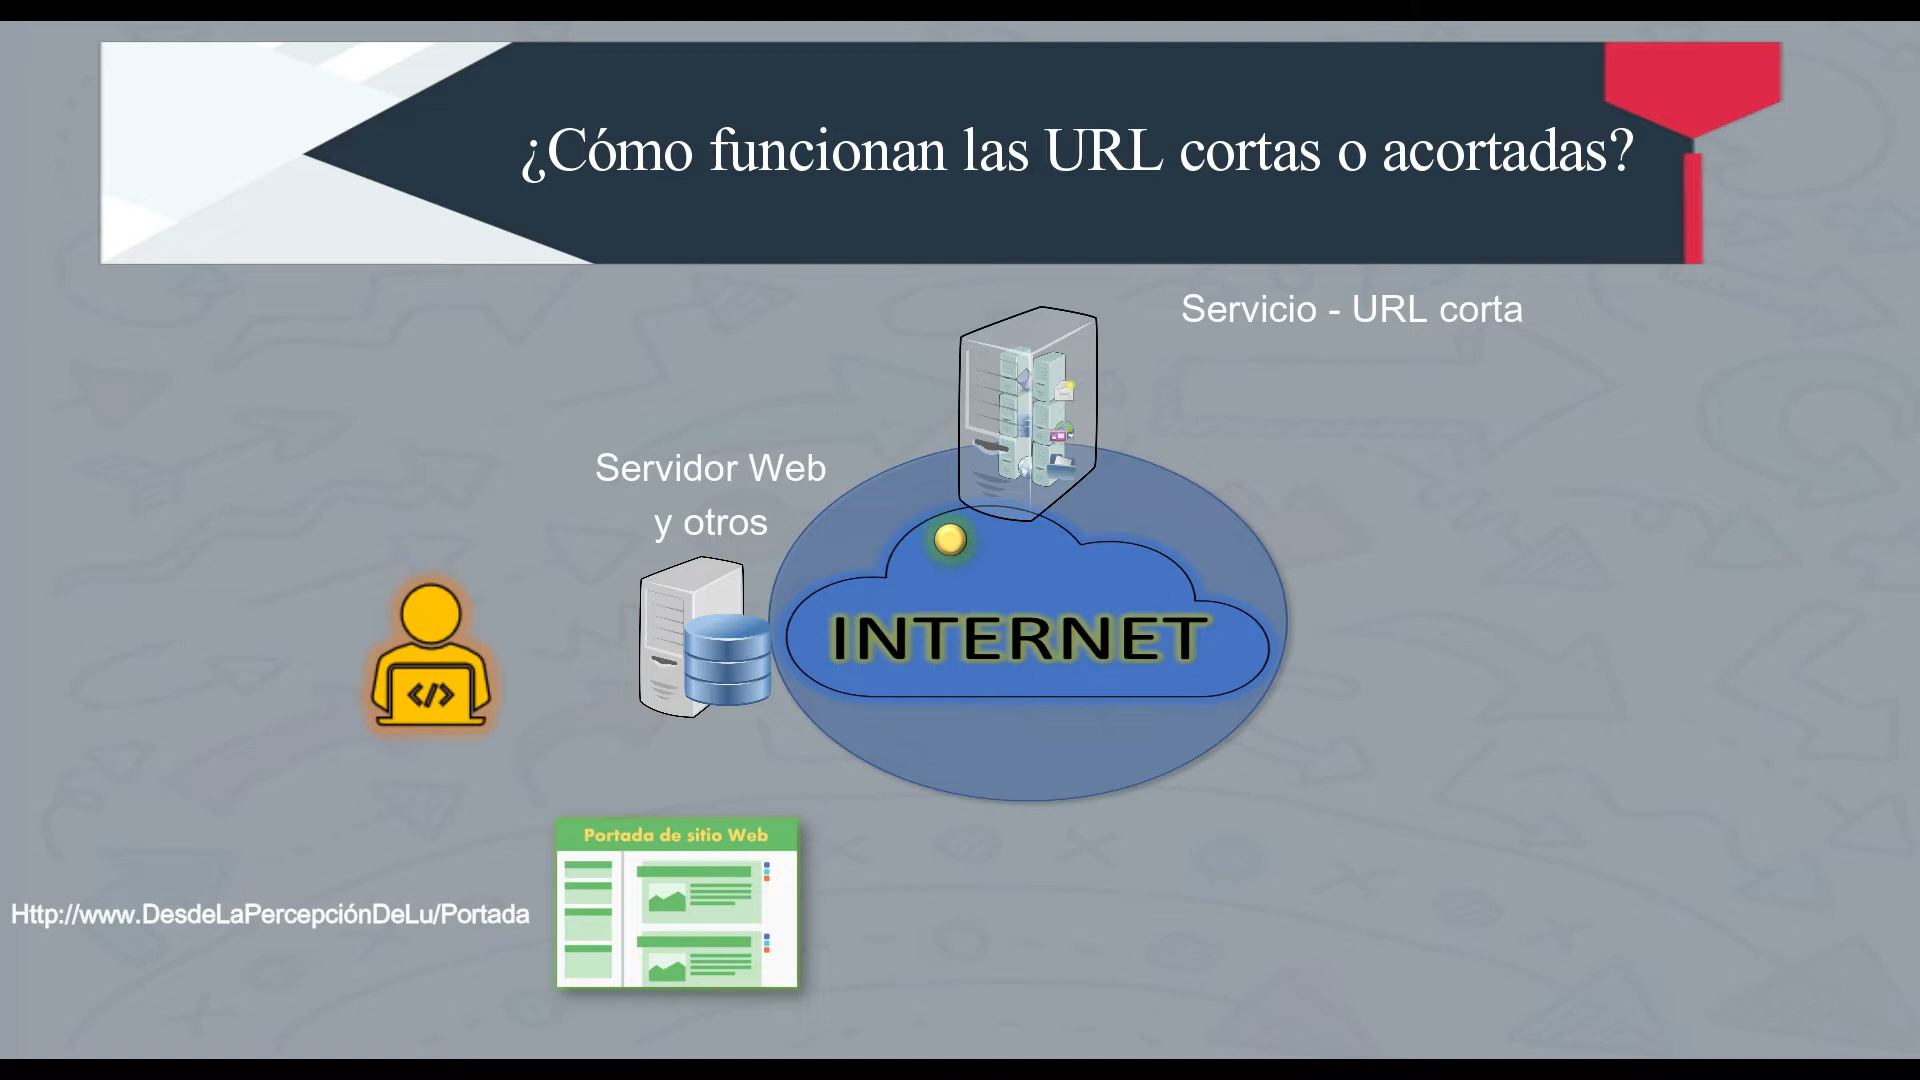 ¿Cómo funcionan las URL cortas o acortadas?
Servicio - URL corta
Servidor Web
y otros
INTERNET
</>
Portada de sitio Web
Http://www.DesdeLaPercepciónDeLu/Portada